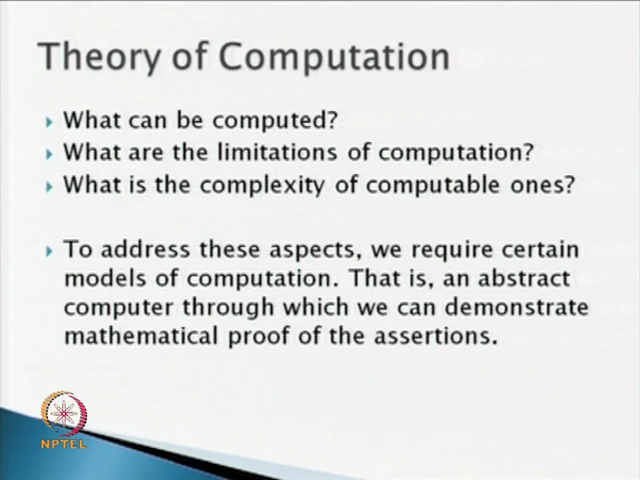 Theory of Computation
What can be computed?
What are the limitations of computation?
What is the complexity of computable ones?
To address these aspects, we require certain
models of computation. That is, an abstract
computer through which we can demonstrate
mathematical proof of the assertions.
NPTEL